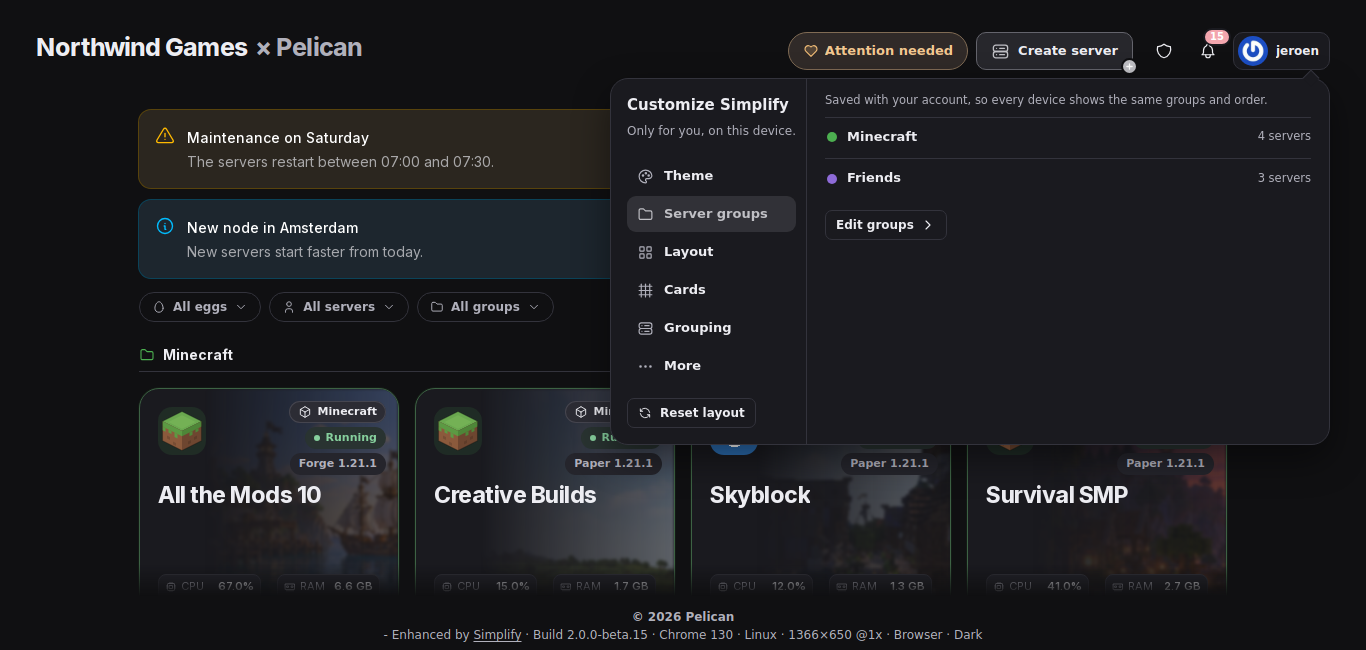 Northwind Games × Pelican
Attention needed
Create server
15
jeroen
Maintenance on Saturday
The servers restart between 07:00 and 07:30.
New node in Amsterdam
New servers start faster from today.
All eggs
All servers
All groups
Customize Simplify
Only for you, on this device.
Theme
Server groups
Layout
Cards
Grouping
More
Reset layout
Saved with your account, so every device shows the same groups and order.
Minecraft 4 servers
Friends 3 servers
Edit groups
Minecraft
Minecraft
Running
Forge 1.21.1
All the Mods 10
CPU 67.0% RAM 6.6 GB
Paper 1.21.1
Creative Builds
CPU 15.0% RAM 1.7 GB
Paper 1.21.1
Skyblock
CPU 12.0% RAM 1.3 GB
Paper 1.21.1
Survival SMP
CPU 41.0% RAM 2.7 GB
© 2026 Pelican
- Enhanced by Simplify · Build 2.0.0-beta.15 · Chrome 130 · Linux · 1366×650 @1x · Browser · Dark